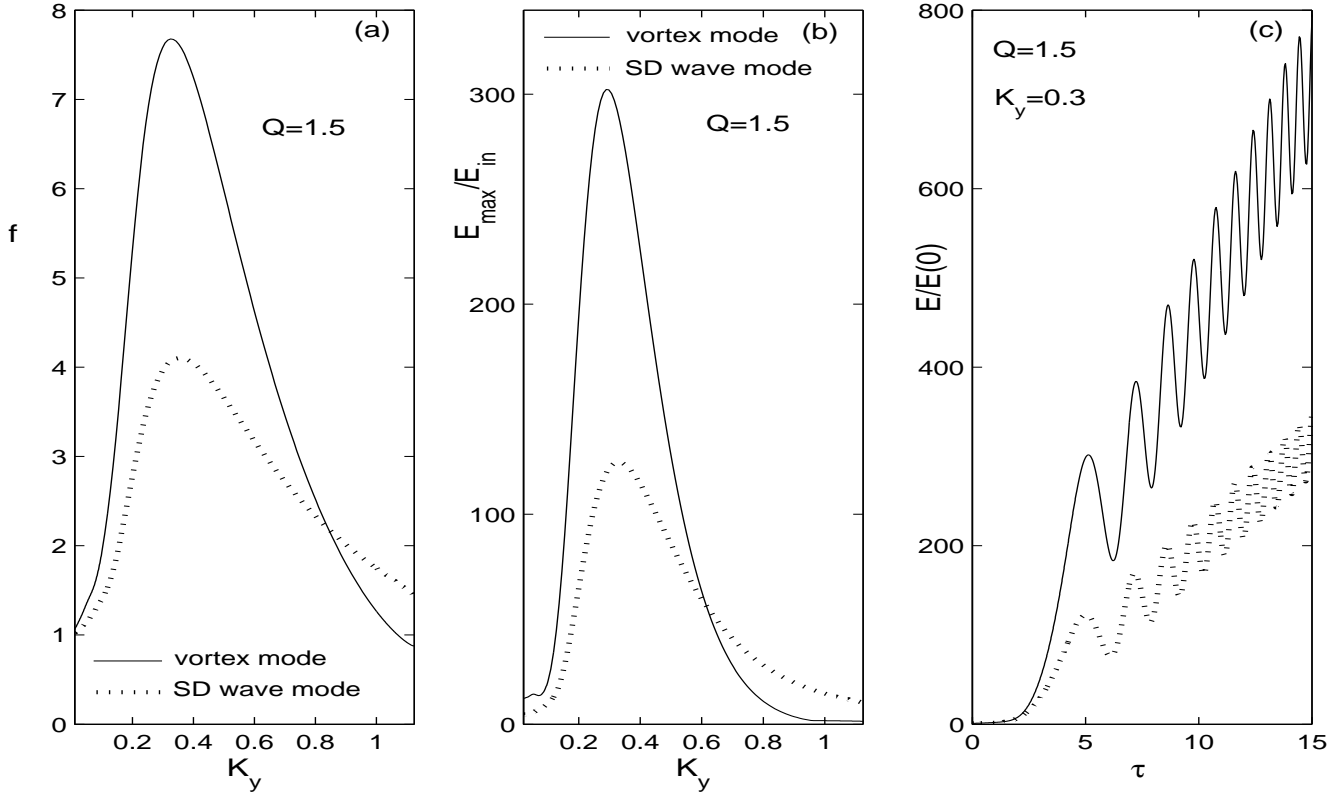 (a)
8
7
6
5
4
3
2
1
0
f
Q=1.5
vortex mode
SD wave mode
0.2 0.4 0.6 0.8 1
K_y
(b)
vortex mode
SD wave mode
Q=1.5
300
200
100
0
E_max/E_in
0.2 0.4 0.6 0.8 1
K_y
(c)
Q=1.5
K_y=0.3
800
600
400
200
0
E/E(0)
0 5 10 15
τ